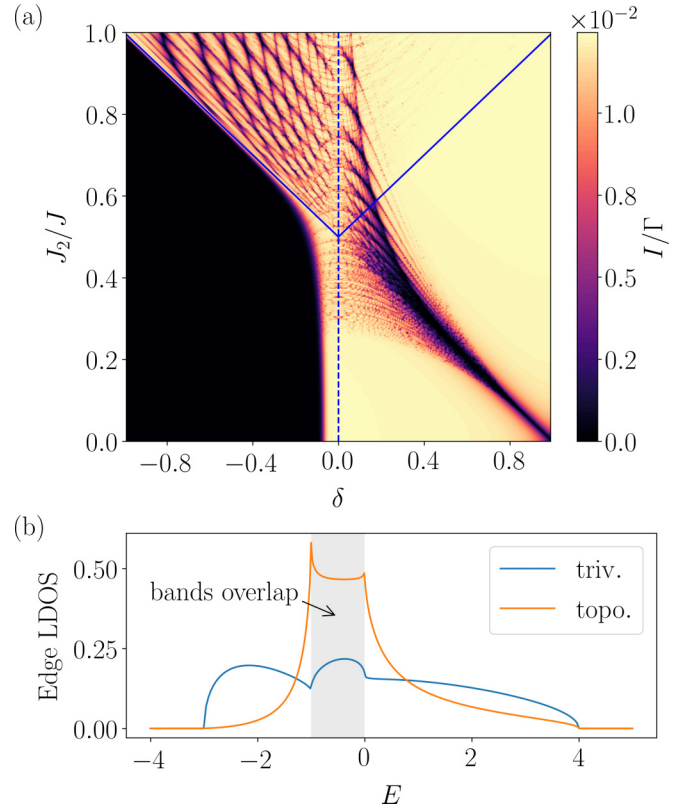 (a)
×10⁻²
1.0
0.8
0.6
0.4
0.2
0.0
J₂/J
−0.8
−0.4
0.0
0.4
0.8
δ
1.0
0.8
0.5
0.2
0.0
I/Γ
(b)
0.50
0.25
0.00
Edge LDOS
bands overlap
triv.
topo.
−4
−2
0
2
4
E